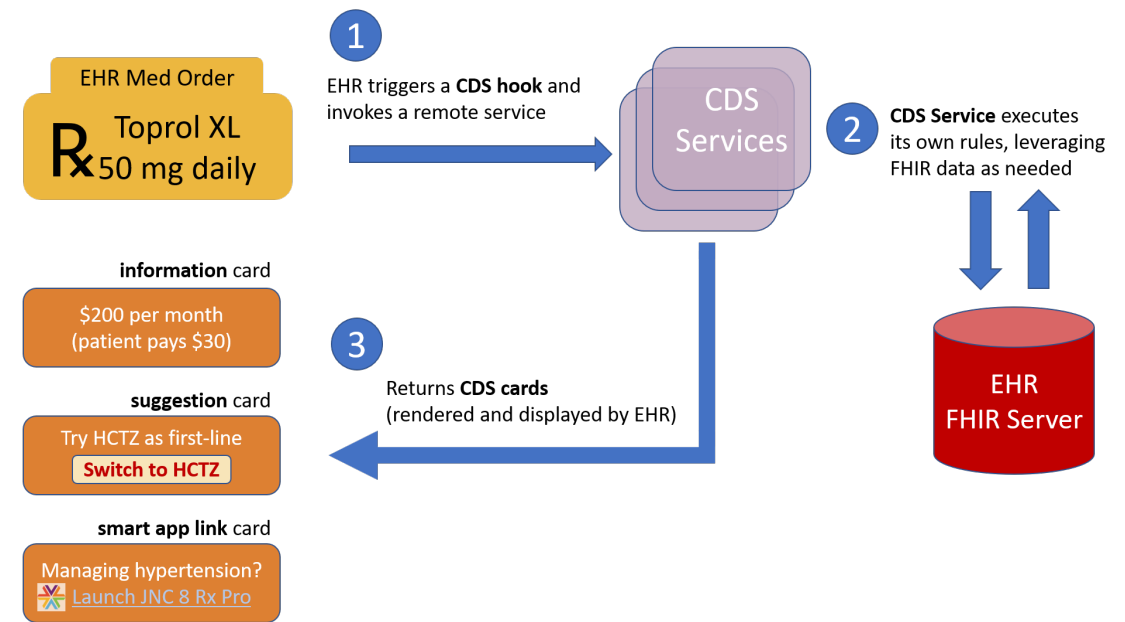 EHR Med Order
Rx
Toprol XL
50 mg daily
1
EHR triggers a CDS hook and
invokes a remote service
CDS
Services
2
CDS Service executes
its own rules, leveraging
FHIR data as needed
EHR
FHIR Server
3
Returns CDS cards
(rendered and displayed by EHR)
information card
$200 per month
(patient pays $30)
suggestion card
Try HCTZ as first-line
Switch to HCTZ
smart app link card
Managing hypertension?
Launch JNC 8 Rx Pro